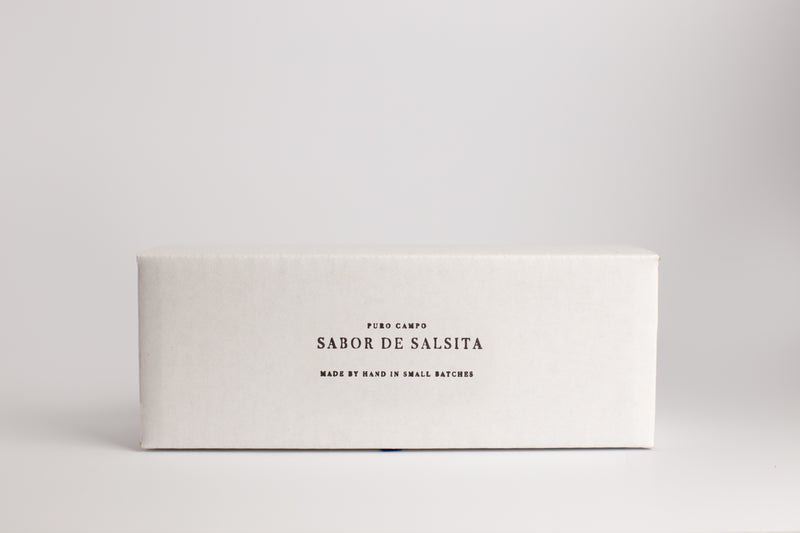 PURO CAMPO
SABOR DE SALSITA
MADE BY HAND IN SMALL BATCHES